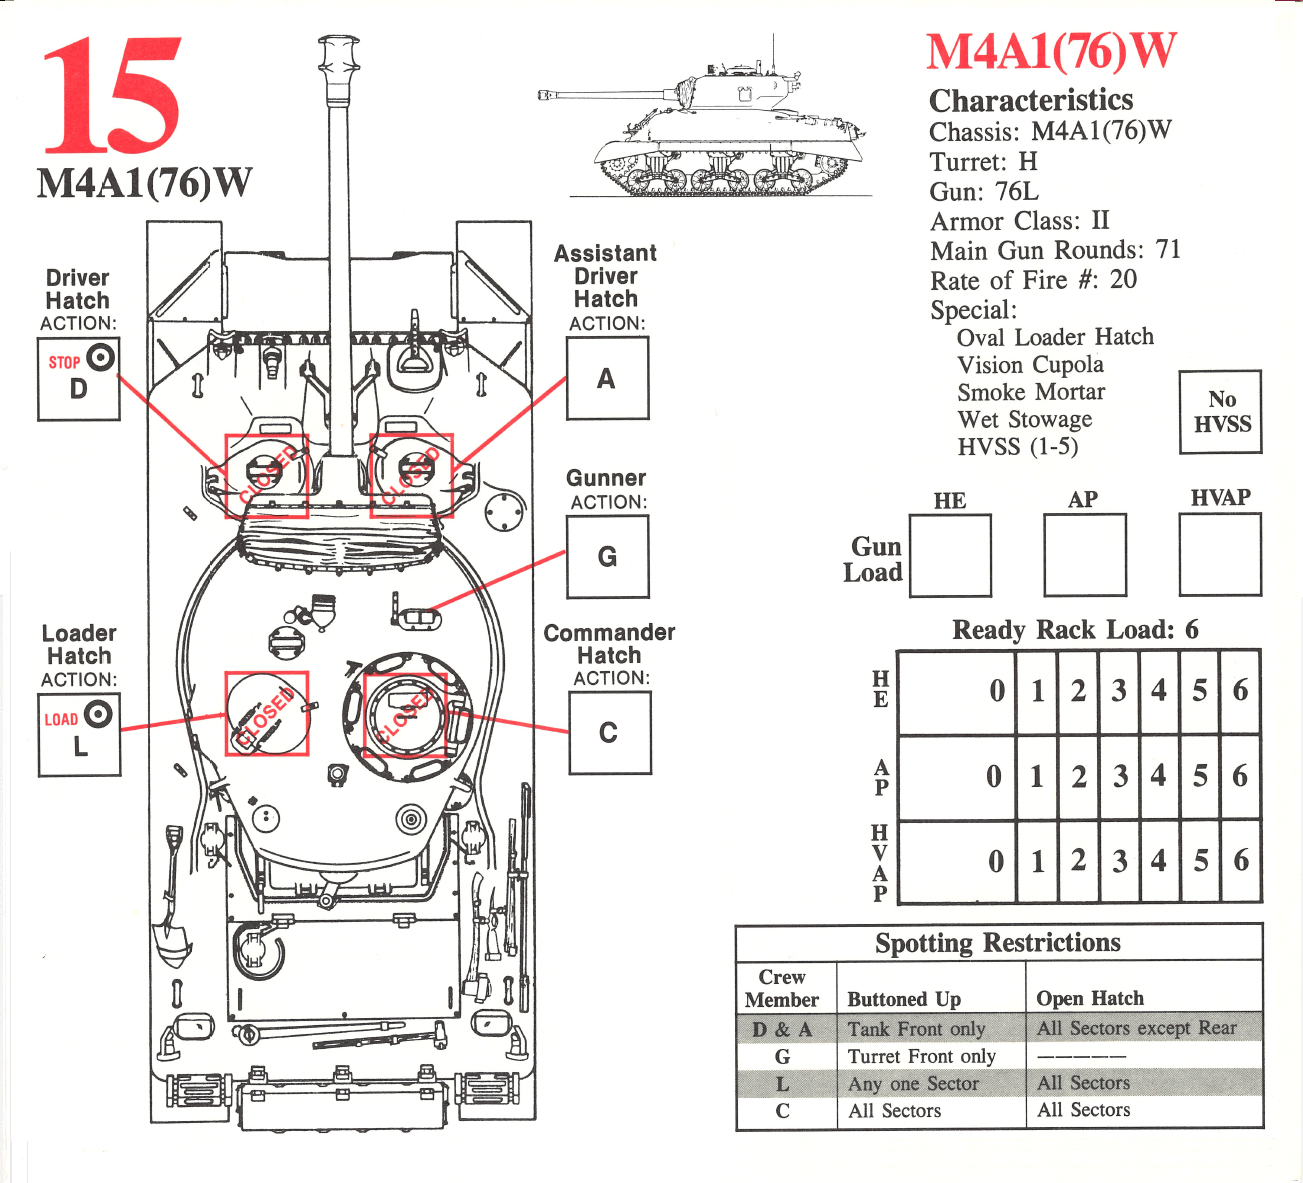 15
M4A1(76)W
Driver
Hatch
ACTION:
STOP
D
Assistant
Driver
Hatch
ACTION:
A
CLOSED
CLOSED
Gunner
ACTION:
G
Loader
Hatch
ACTION:
LOAD
L
Commander
Hatch
ACTION:
C
CLOSED
CLOSED
M4A1(76)W
Characteristics
Chassis: M4A1(76)W
Turret: H
Gun: 76L
Armor Class: II
Main Gun Rounds: 71
Rate of Fire #: 20
Special:
Oval Loader Hatch
Vision Cupola
Smoke Mortar
Wet Stowage
HVSS (1-5)
No
HVSS
HE AP HVAP
Gun
Load
Ready Rack Load: 6
HE 0 1 2 3 4 5 6
AP 0 1 2 3 4 5 6
HVAP 0 1 2 3 4 5 6
Spotting Restrictions
Crew
Member Buttoned Up Open Hatch
D & A Tank Front only All Sectors except Rear
G Turret Front only —————
L Any one Sector All Sectors
C All Sectors All Sectors